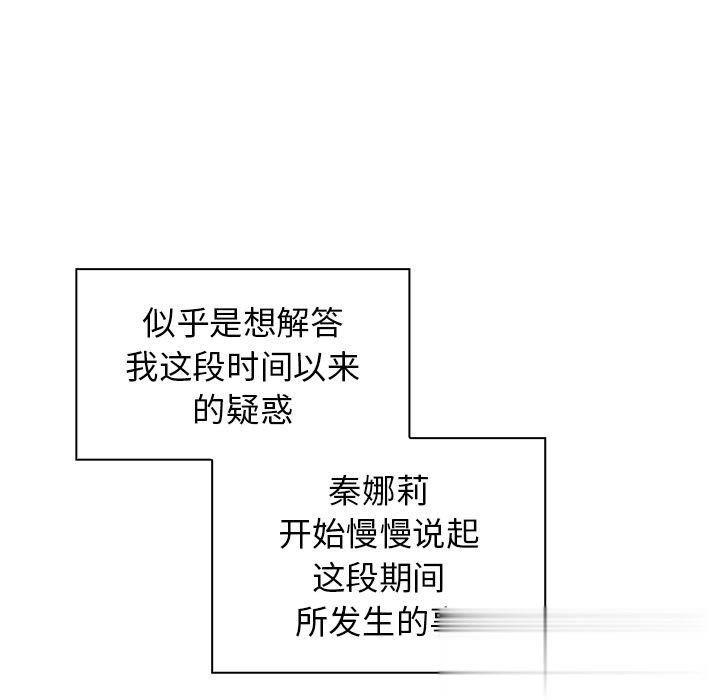 似乎是想解答
我这段时间以来
的疑惑
秦娜莉
开始慢慢说起
这段期间
所发生的